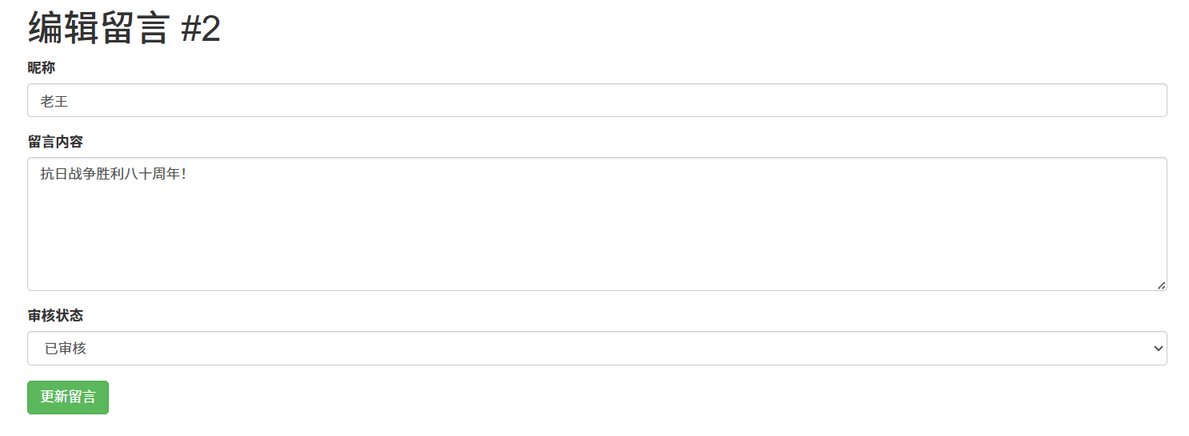 编辑留言 #2
昵称
老王
留言内容
抗日战争胜利八十周年！
审核状态
已审核
更新留言